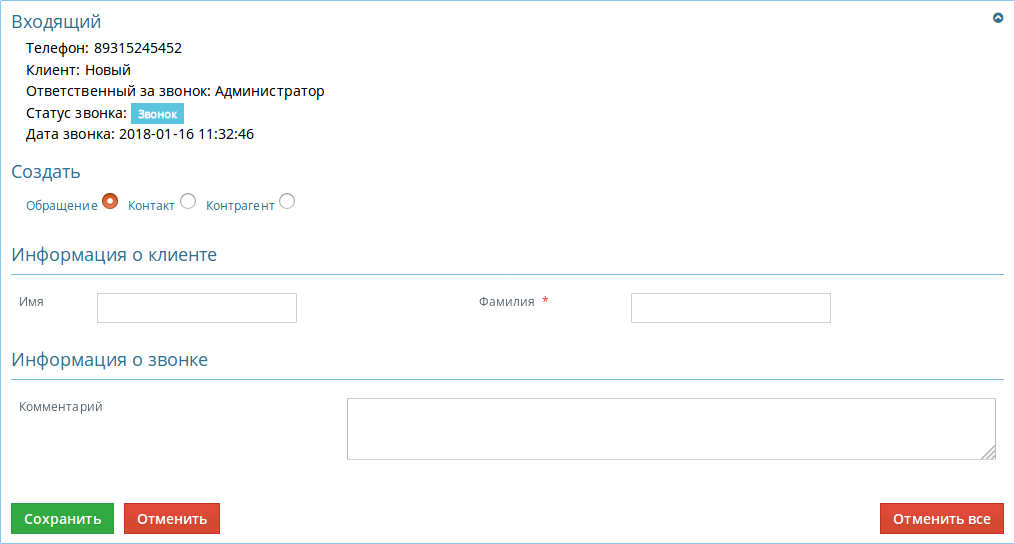 Входящий
Телефон: 89315245452
Клиент: Новый
Ответственный за звонок: Администратор
Статус звонка: Звонок
Дата звонка: 2018-01-16 11:32:46
Создать
Обращение Контакт Контрагент
Информация о клиенте
Имя Фамилия *
Информация о звонке
Комментарий
Сохранить Отменить Отменить все